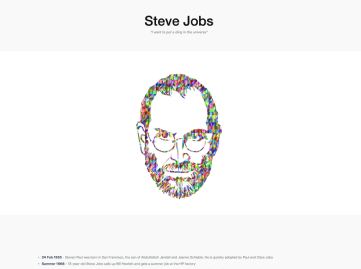 Steve Jobs
"I want to put a ding in the universe"
24 Feb 1955 - Steven Paul was born in San Francisco, the son of Abdulfattah Jandali and Joanne Schieble. He is quickly adopted by Paul and Clara Jobs.
Summer 1968 - 13 year old Steve Jobs calls up Bill Hewlett and gets a summer job at the HP factory